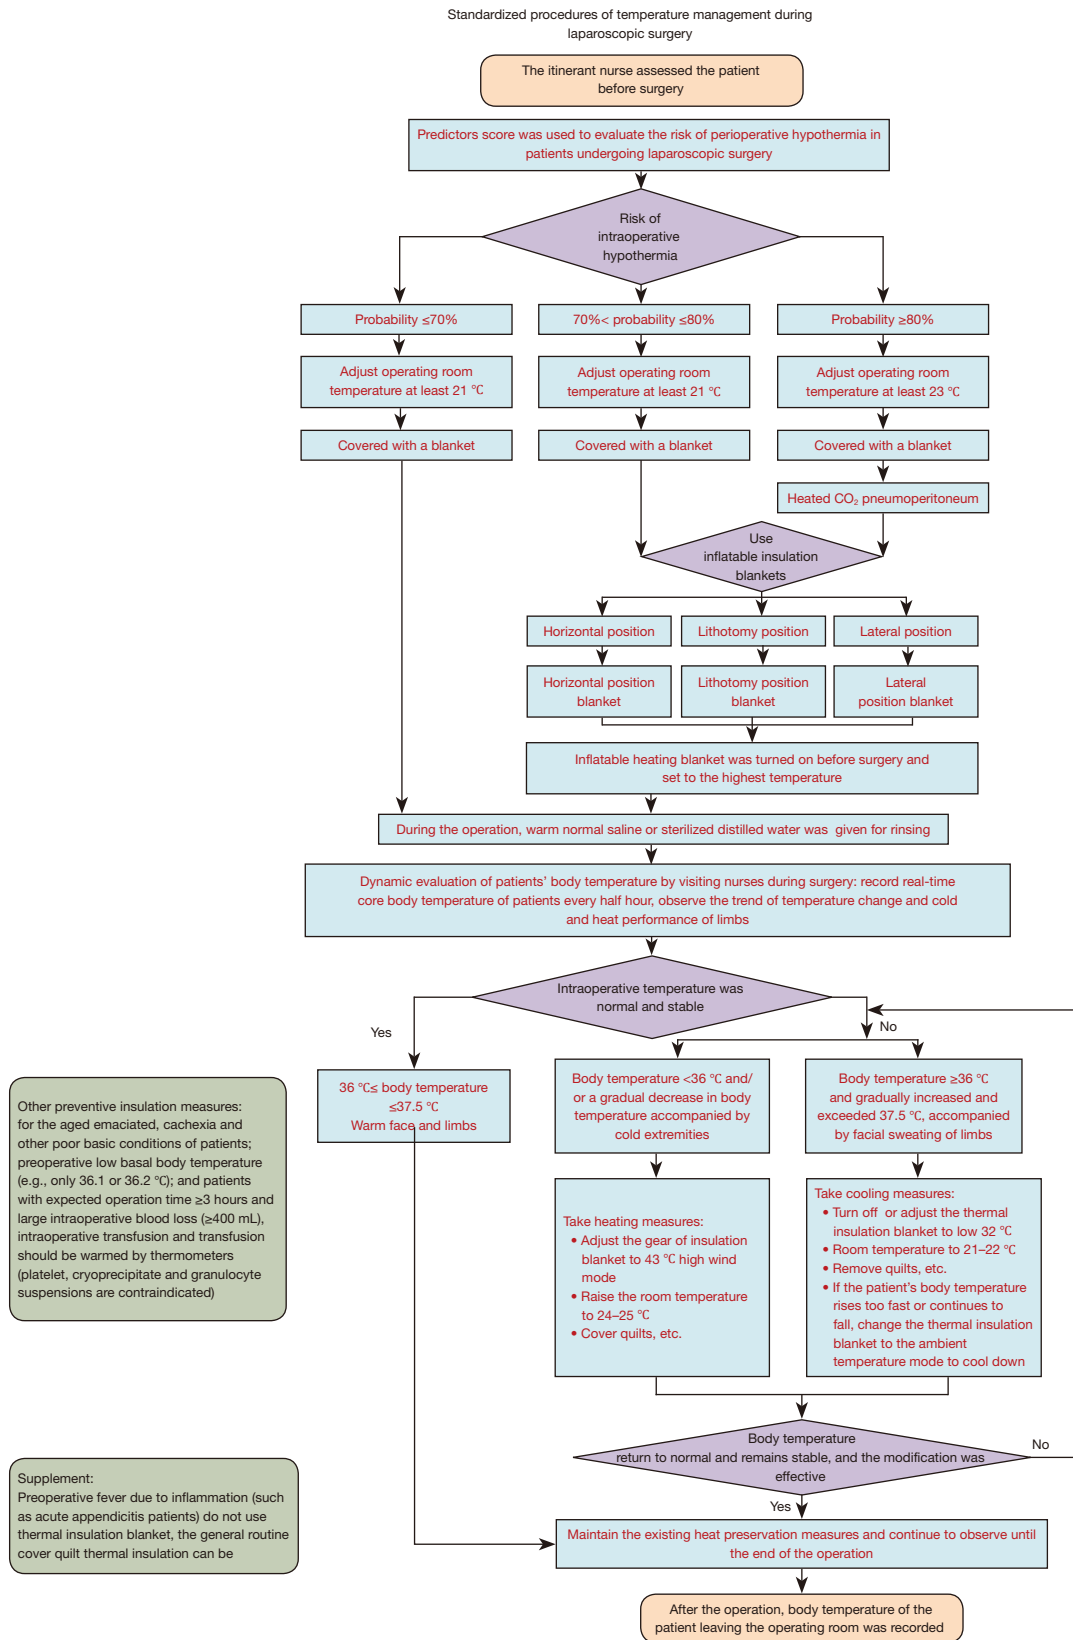 Standardized procedures of temperature management during
laparoscopic surgery
The itinerant nurse assessed the patient
before surgery
Predictors score was used to evaluate the risk of perioperative hypothermia in
patients undergoing laparoscopic surgery
Risk of
intraoperative
hypothermia
Probability ≤70%
70%< probability ≤80%
Probability ≥80%
Adjust operating room
temperature at least 21 ℃
Adjust operating room
temperature at least 21 ℃
Adjust operating room
temperature at least 23 ℃
Covered with a blanket
Covered with a blanket
Covered with a blanket
Heated CO₂ pneumoperitoneum
Use
inflatable insulation
blankets
Horizontal position
Lithotomy position
Lateral position
Horizontal position
blanket
Lithotomy position
blanket
Lateral
position blanket
Inflatable heating blanket was turned on before surgery and
set to the highest temperature
During the operation, warm normal saline or sterilized distilled water was given for rinsing
Dynamic evaluation of patients’ body temperature by visiting nurses during surgery: record real-time
core body temperature of patients every half hour, observe the trend of temperature change and cold
and heat performance of limbs
Intraoperative temperature was
normal and stable
Yes
No
36 ℃≤ body temperature
≤37.5 ℃
Warm face and limbs
Body temperature <36 ℃ and/
or a gradual decrease in body
temperature accompanied by
cold extremities
Body temperature ≥36 ℃
and gradually increased and
exceeded 37.5 ℃, accompanied
by facial sweating of limbs
Other preventive insulation measures:
for the aged emaciated, cachexia and
other poor basic conditions of patients;
preoperative low basal body temperature
(e.g., only 36.1 or 36.2 ℃); and patients
with expected operation time ≥3 hours and
large intraoperative blood loss (≥400 mL),
intraoperative transfusion and transfusion
should be warmed by thermometers
(platelet, cryoprecipitate and granulocyte
suspensions are contraindicated)
Take heating measures:
• Adjust the gear of insulation
blanket to 43 ℃ high wind
mode
• Raise the room temperature
to 24–25 ℃
• Cover quilts, etc.
Take cooling measures:
• Turn off or adjust the thermal
insulation blanket to low 32 ℃
• Room temperature to 21–22 ℃
• Remove quilts, etc.
• If the patient’s body temperature
rises too fast or continues to
fall, change the thermal insulation
blanket to the ambient
temperature mode to cool down
Body temperature
return to normal and remains stable, and the modification was
effective
No
Yes
Supplement:
Preoperative fever due to inflammation (such
as acute appendicitis patients) do not use
thermal insulation blanket, the general routine
cover quilt thermal insulation can be
Maintain the existing heat preservation measures and continue to observe until
the end of the operation
After the operation, body temperature of the
patient leaving the operating room was recorded